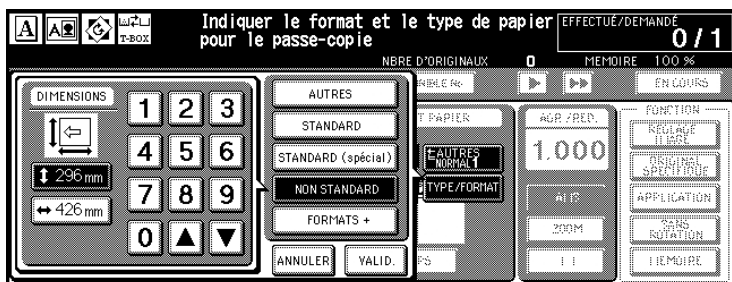 A
A
T-BOX
Indiquer le format et le type de papier
pour le passe-copie
EFFECTUÉ/DEMANDÉ
0 / 1
NBRE D'ORIGINAUX 0 MEMOIRE 100 %
EN COURS
DIMENSIONS
296 mm
426 mm
1 2 3
4 5 6
7 8 9
0
AUTRES
STANDARD
STANDARD (spécial)
NON STANDARD
FORMATS +
ANNULER VALID.
T PAPIER
AUTRES
NORMAL 1
TYPE/FORMAT
AGR./RED.
1.000
FONCTION
REGLAGE
ORIGINAL
SPECIFIQUE
APPLICATION
SANS
ROTATION
MEMOIRE